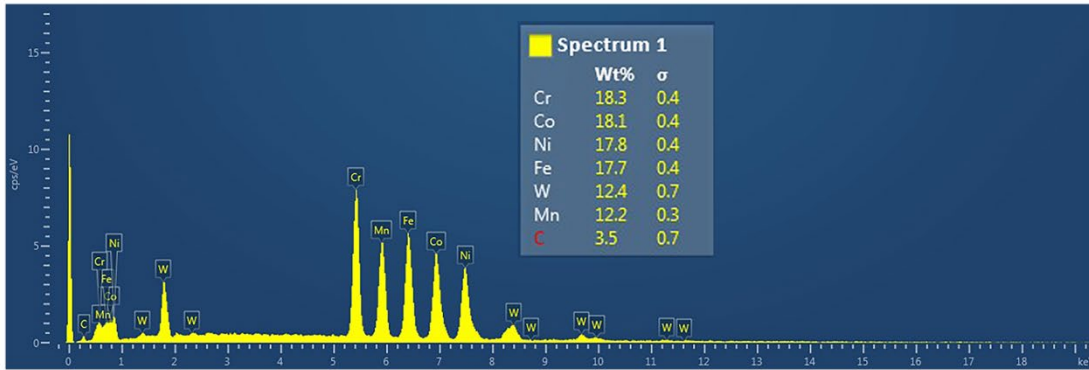 Spectrum 1
Wt% σ
Cr 18.3 0.4
Co 18.1 0.4
Ni 17.8 0.4
Fe 17.7 0.4
W 12.4 0.7
Mn 12.2 0.3
C 3.5 0.7
cps/eV
15
10
5
0
C
Cr
Mn
Fe
Co
Ni
W
W
W
Cr
Mn
Fe
Co
Ni
W
W
W
W
W
W
0 1 2 3 4 5 6 7 8 9 10 11 12 13 14 15 16 17 18 ke